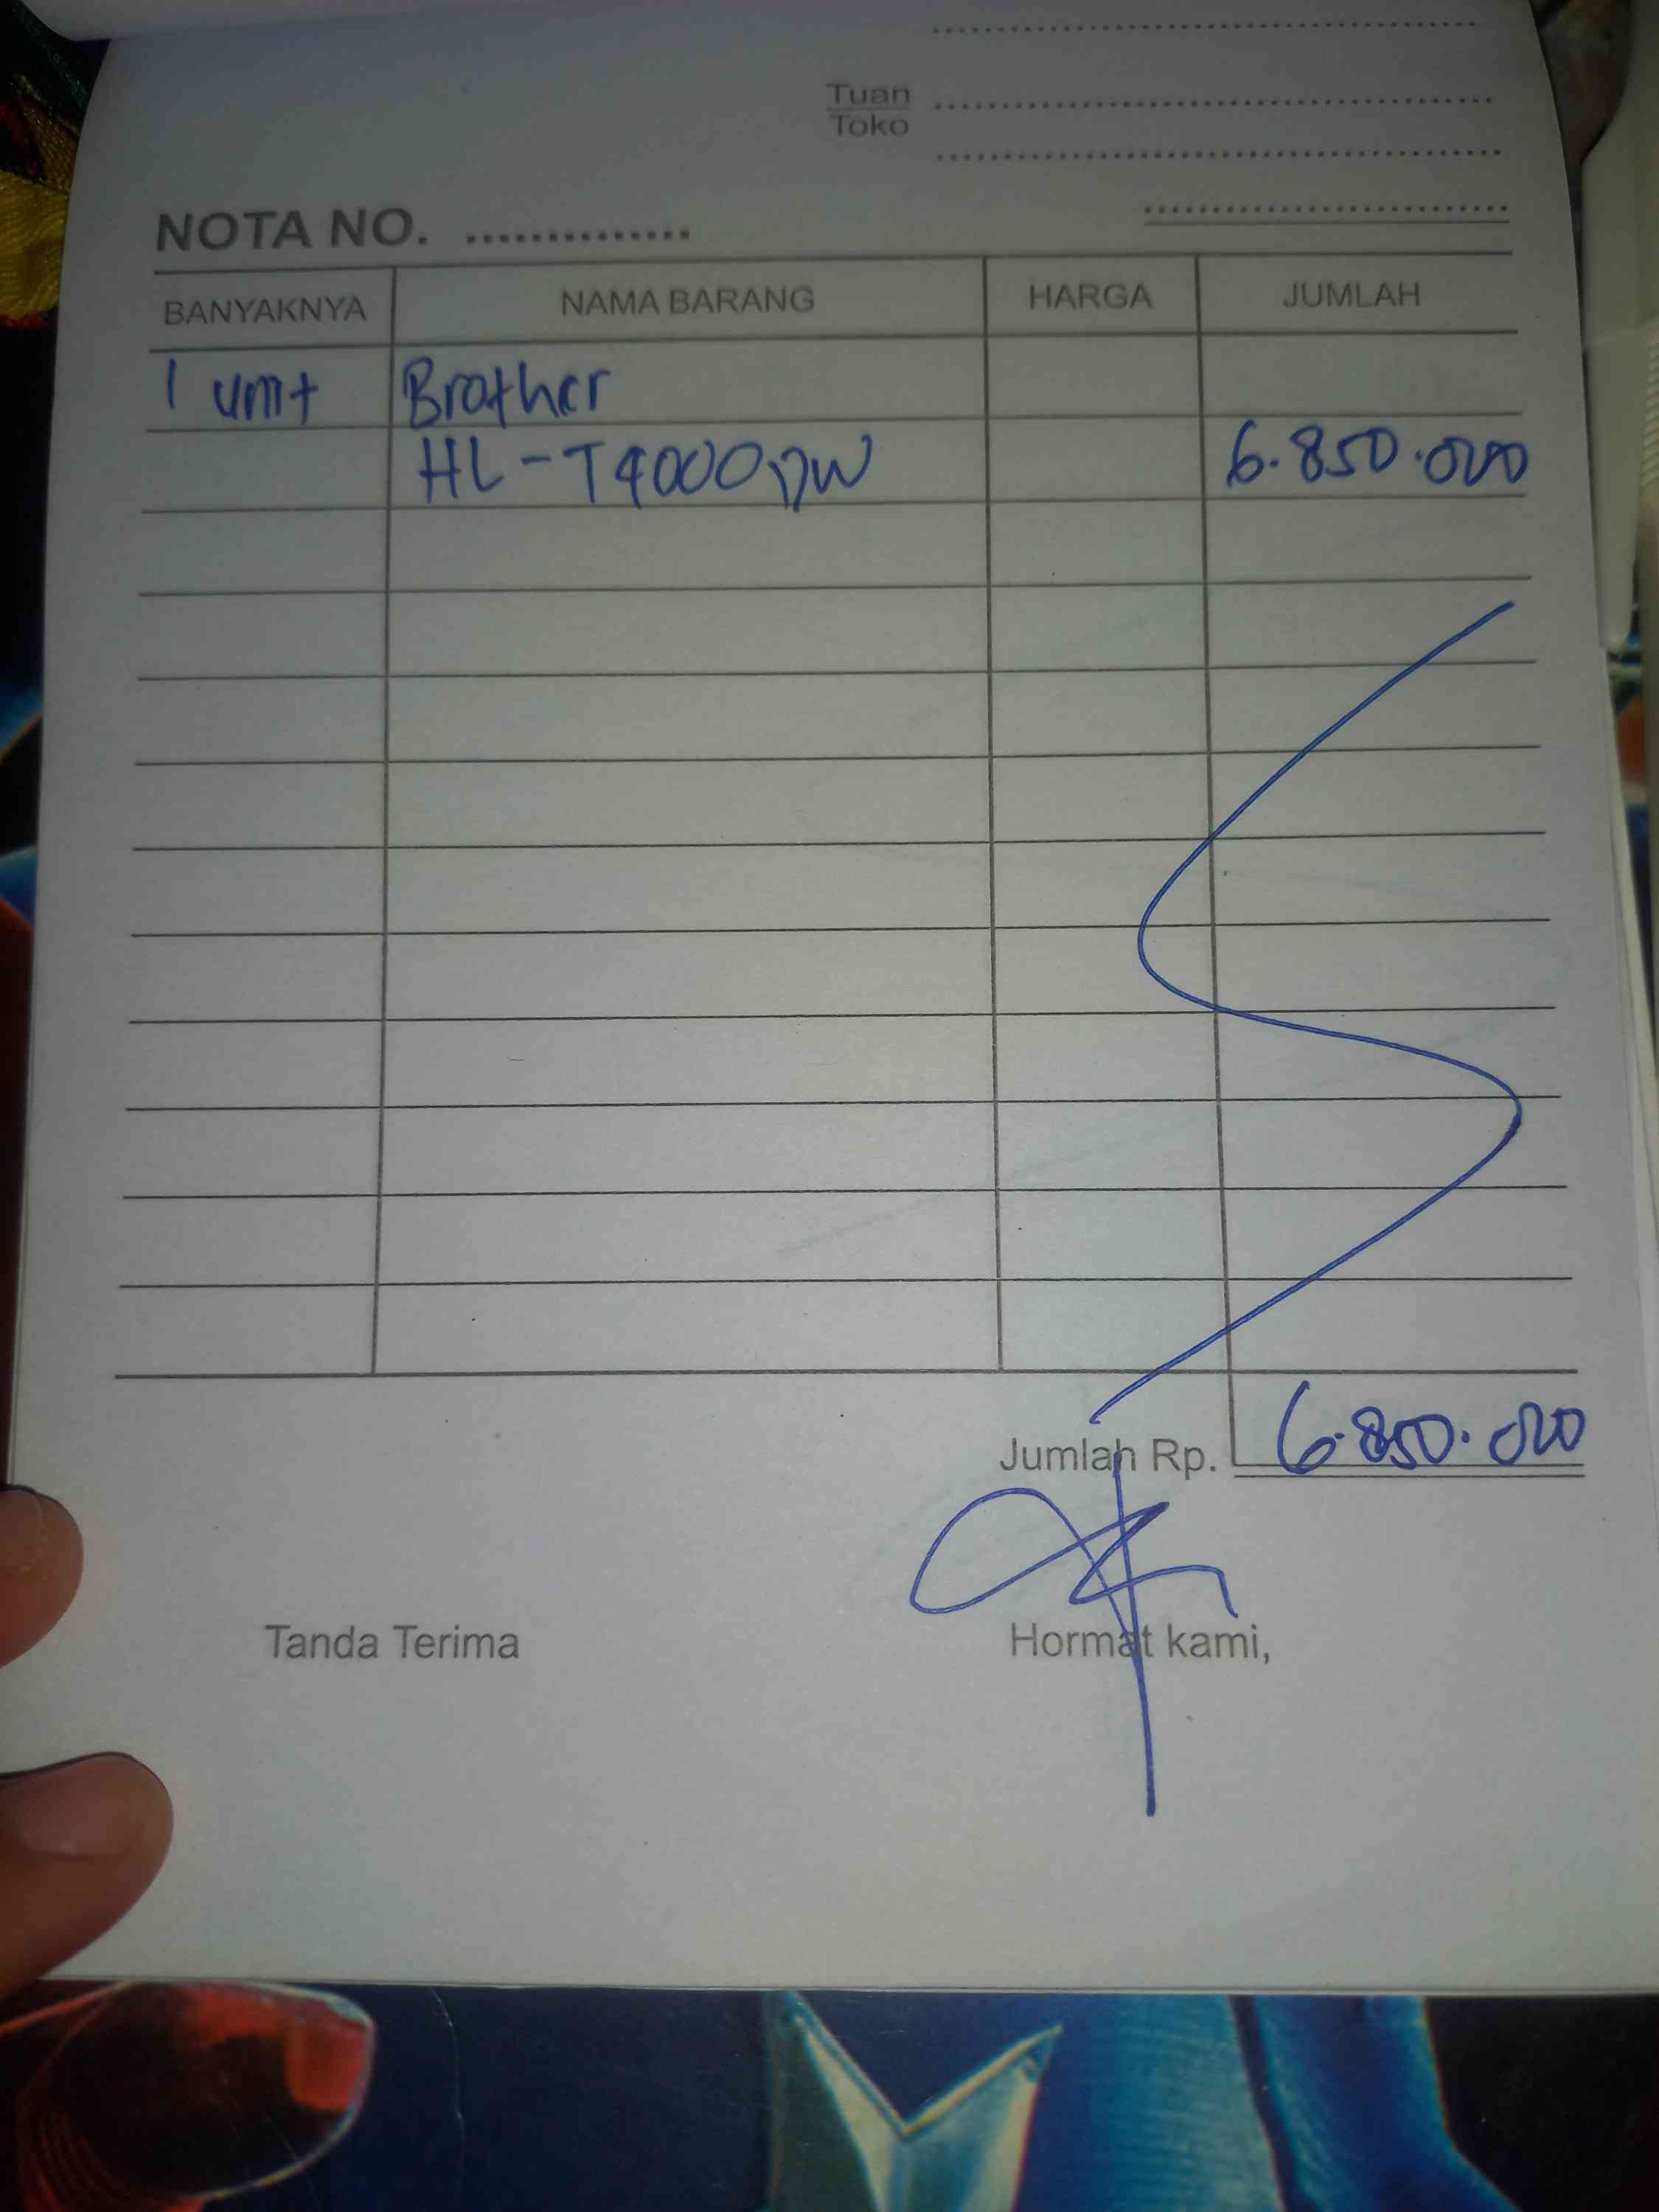 Tuan
Toko
NOTA NO.
BANYAKNYA NAMA BARANG HARGA JUMLAH
1 unit Brother
HL-T4000DW 6.850.000
Jumlah Rp. 6.850.000
Tanda Terima Hormat kami,